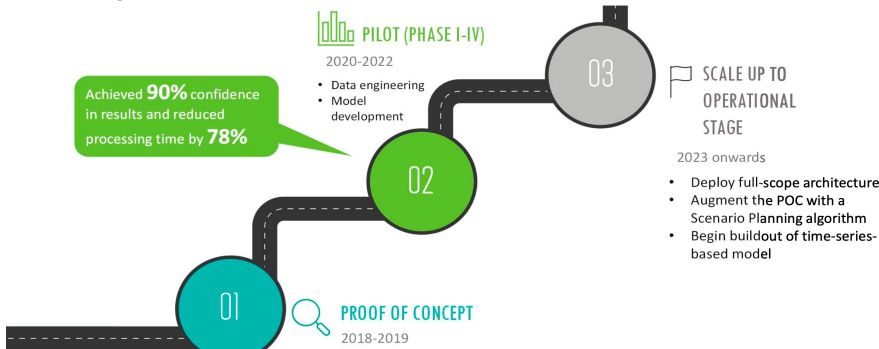 PILOT (PHASE I-IV)
2020-2022
• Data engineering
• Model
development
Achieved 90% confidence
in results and reduced
processing time by 78%
03
SCALE UP TO
OPERATIONAL
STAGE
2023 onwards
• Deploy full-scope architecture
• Augment the POC with a
Scenario Planning algorithm
• Begin buildout of time-series-
based model
02
01
PROOF OF CONCEPT
2018-2019